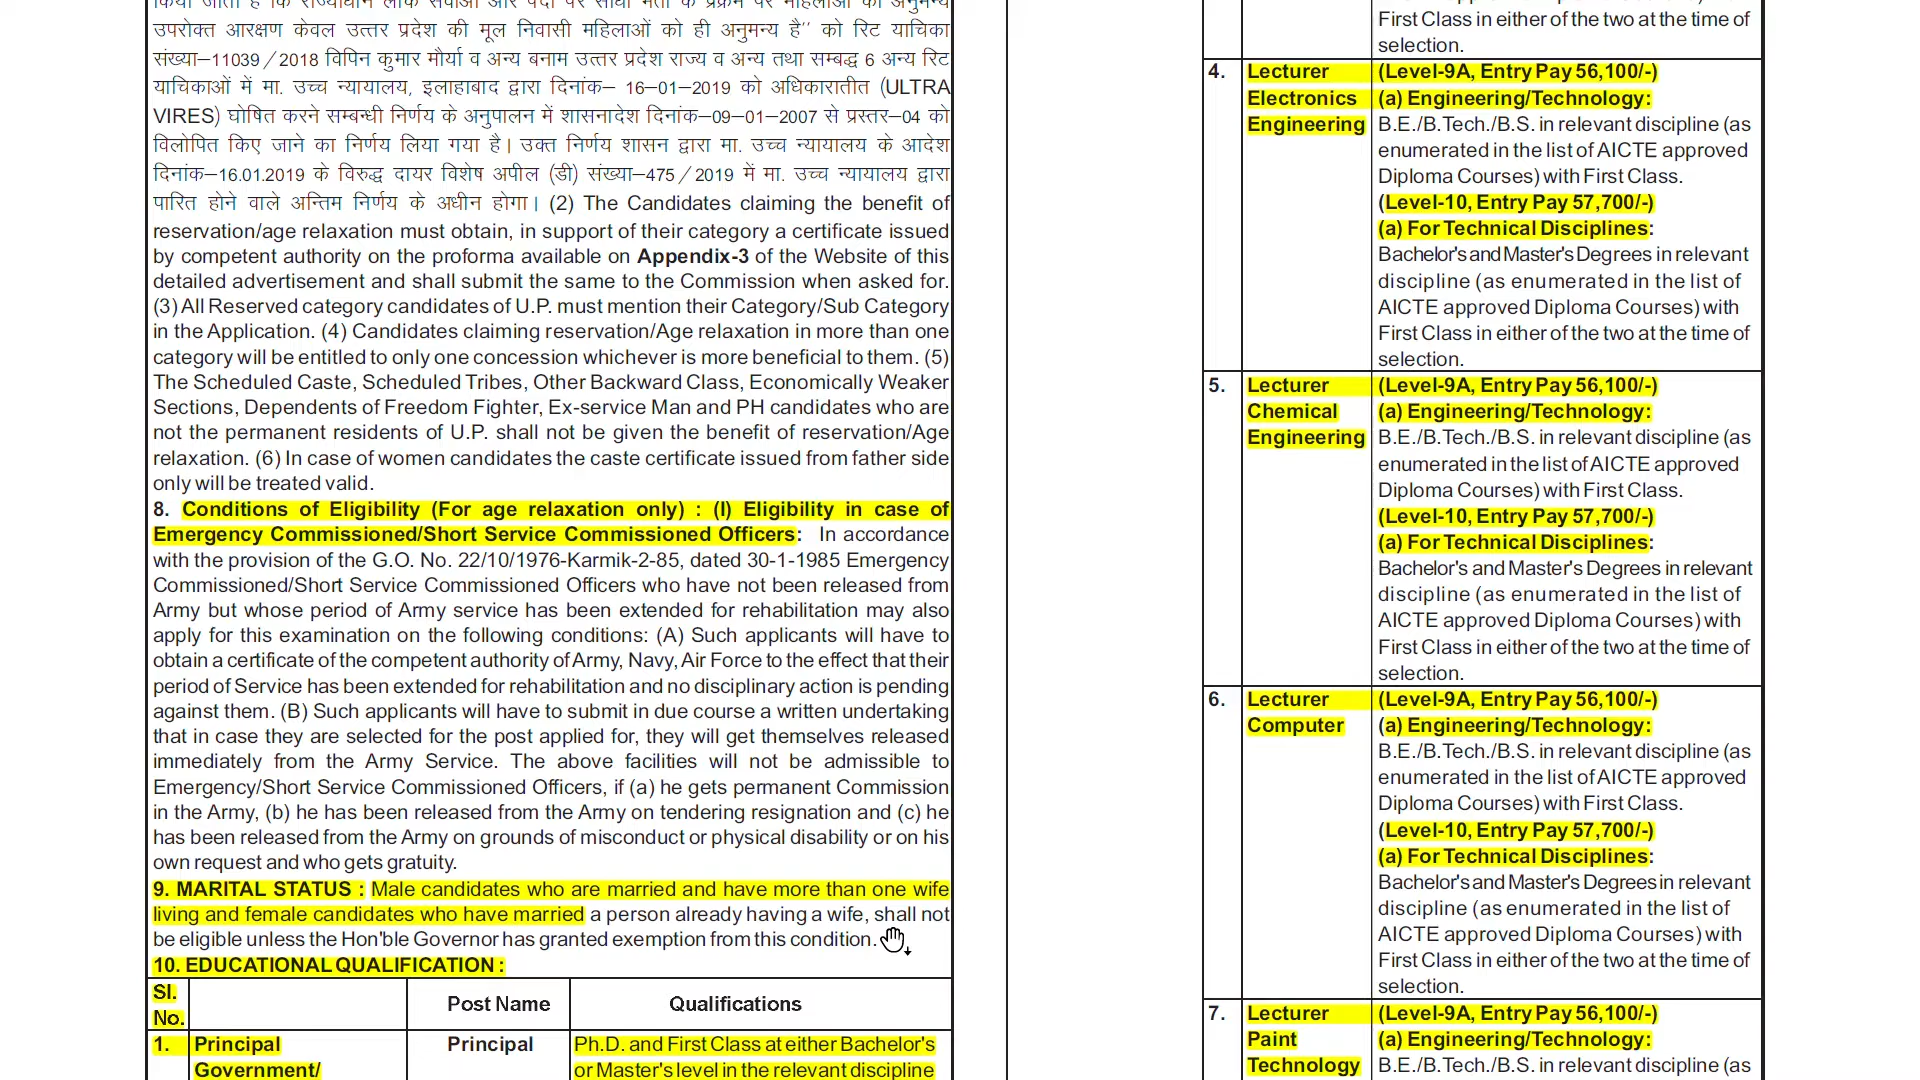 किया जाता है कि राज्याधीन लोक सेवाओं और पदों पर सीधी भर्ती के प्रक्रम पर महिलाओं को अनुमन्य
उपरोक्त आरक्षण केवल उत्तर प्रदेश की मूल निवासी महिलाओं को ही अनुमन्य है'' को रिट याचिका
संख्या–11039/2018 विपिन कुमार मौर्या व अन्य बनाम उत्तर प्रदेश राज्य व अन्य तथा सम्बद्ध 6 अन्य रिट
याचिकाओं में मा. उच्च न्यायालय, इलाहाबाद द्वारा दिनांक– 16–01–2019 को अधिकारातीत (ULTRA
VIRES) घोषित करने सम्बन्धी निर्णय के अनुपालन में शासनादेश दिनांक–09–01–2007 से प्रस्तर–04 को
विलोपित किए जाने का निर्णय लिया गया है। उक्त निर्णय शासन द्वारा मा. उच्च न्यायालय के आदेश
दिनांक–16.01.2019 के विरुद्ध दायर विशेष अपील (डी) संख्या–475/2019 में मा. उच्च न्यायालय द्वारा
पारित होने वाले अन्तिम निर्णय के अधीन होगा। (2) The Candidates claiming the benefit of
reservation/age relaxation must obtain, in support of their category a certificate issued
by competent authority on the proforma available on Appendix-3 of the Website of this
detailed advertisement and shall submit the same to the Commission when asked for.
(3) All Reserved category candidates of U.P. must mention their Category/Sub Category
in the Application. (4) Candidates claiming reservation/Age relaxation in more than one
category will be entitled to only one concession whichever is more beneficial to them. (5)
The Scheduled Caste, Scheduled Tribes, Other Backward Class, Economically Weaker
Sections, Dependents of Freedom Fighter, Ex-service Man and PH candidates who are
not the permanent residents of U.P. shall not be given the benefit of reservation/Age
relaxation. (6) In case of women candidates the caste certificate issued from father side
only will be treated valid.
8. Conditions of Eligibility (For age relaxation only) : (I) Eligibility in case of
Emergency Commissioned/Short Service Commissioned Officers: In accordance
with the provision of the G.O. No. 22/10/1976-Karmik-2-85, dated 30-1-1985 Emergency
Commissioned/Short Service Commissioned Officers who have not been released from
Army but whose period of Army service has been extended for rehabilitation may also
apply for this examination on the following conditions: (A) Such applicants will have to
obtain a certificate of the competent authority of Army, Navy, Air Force to the effect that their
period of Service has been extended for rehabilitation and no disciplinary action is pending
against them. (B) Such applicants will have to submit in due course a written undertaking
that in case they are selected for the post applied for, they will get themselves released
immediately from the Army Service. The above facilities will not be admissible to
Emergency/Short Service Commissioned Officers, if (a) he gets permanent Commission
in the Army, (b) he has been released from the Army on tendering resignation and (c) he
has been released from the Army on grounds of misconduct or physical disability or on his
own request and who gets gratuity.
9. MARITAL STATUS : Male candidates who are married and have more than one wife
living and female candidates who have married a person already having a wife, shall not
be eligible unless the Hon'ble Governor has granted exemption from this condition.
10. EDUCATIONAL QUALIFICATION :
Sl.
No.
Post Name
Qualifications
1.
Principal
Government/
Principal
Ph.D. and First Class at either Bachelor's
or Master's level in the relevant discipline
First Class in either of the two at the time of
selection.
4.
Lecturer
Electronics
Engineering
(Level-9A, Entry Pay 56,100/-)
(a) Engineering/Technology:
B.E./B.Tech./B.S. in relevant discipline (as
enumerated in the list of AICTE approved
Diploma Courses) with First Class.
(Level-10, Entry Pay 57,700/-)
(a) For Technical Disciplines:
Bachelor's and Master's Degrees in relevant
discipline (as enumerated in the list of
AICTE approved Diploma Courses) with
First Class in either of the two at the time of
selection.
5.
Lecturer
Chemical
Engineering
(Level-9A, Entry Pay 56,100/-)
(a) Engineering/Technology:
B.E./B.Tech./B.S. in relevant discipline (as
enumerated in the list of AICTE approved
Diploma Courses) with First Class.
(Level-10, Entry Pay 57,700/-)
(a) For Technical Disciplines:
Bachelor's and Master's Degrees in relevant
discipline (as enumerated in the list of
AICTE approved Diploma Courses) with
First Class in either of the two at the time of
selection.
6.
Lecturer
Computer
(Level-9A, Entry Pay 56,100/-)
(a) Engineering/Technology:
B.E./B.Tech./B.S. in relevant discipline (as
enumerated in the list of AICTE approved
Diploma Courses) with First Class.
(Level-10, Entry Pay 57,700/-)
(a) For Technical Disciplines:
Bachelor's and Master's Degrees in relevant
discipline (as enumerated in the list of
AICTE approved Diploma Courses) with
First Class in either of the two at the time of
selection.
7.
Lecturer
Paint
Technology
(Level-9A, Entry Pay 56,100/-)
(a) Engineering/Technology:
B.E./B.Tech./B.S. in relevant discipline (as